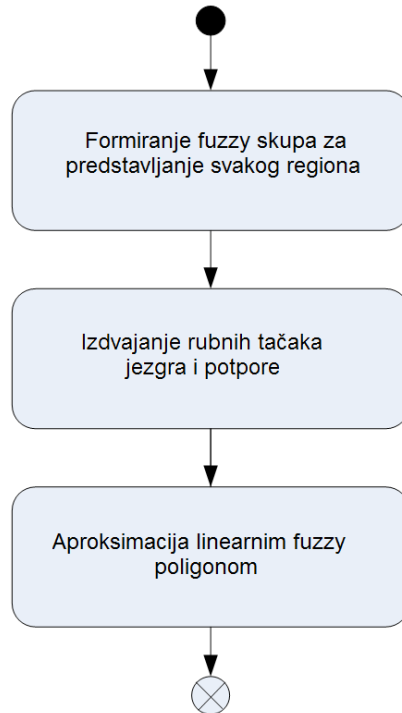 Formiranje fuzzy skupa za
predstavljanje svakog regiona
Izdvajanje rubnih tačaka
jezgra i potpore
Aproksimacija linearnim fuzzy
poligonom